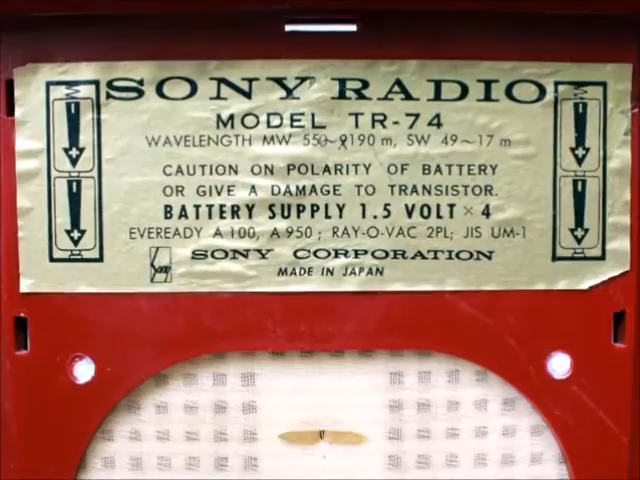 SONY RADIO
MODEL TR-74
WAVELENGTH MW 550~190 m, SW 49~17 m
CAUTION ON POLARITY OF BATTERY
OR GIVE A DAMAGE TO TRANSISTOR.
BATTERY SUPPLY 1.5 VOLT × 4
EVEREADY A 100, A 950; RAY-O-VAC 2PL; JIS UM-1
Sony SONY CORPORATION
MADE IN JAPAN